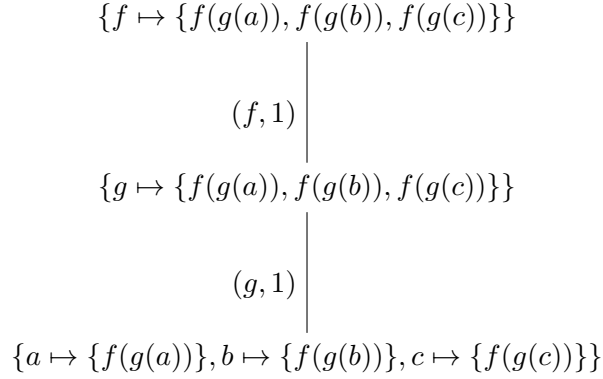 {f ↦ {f(g(a)), f(g(b)), f(g(c))}}
(f, 1)
{g ↦ {f(g(a)), f(g(b)), f(g(c))}}
(g, 1)
{a ↦ {f(g(a))}, b ↦ {f(g(b))}, c ↦ {f(g(c))}}